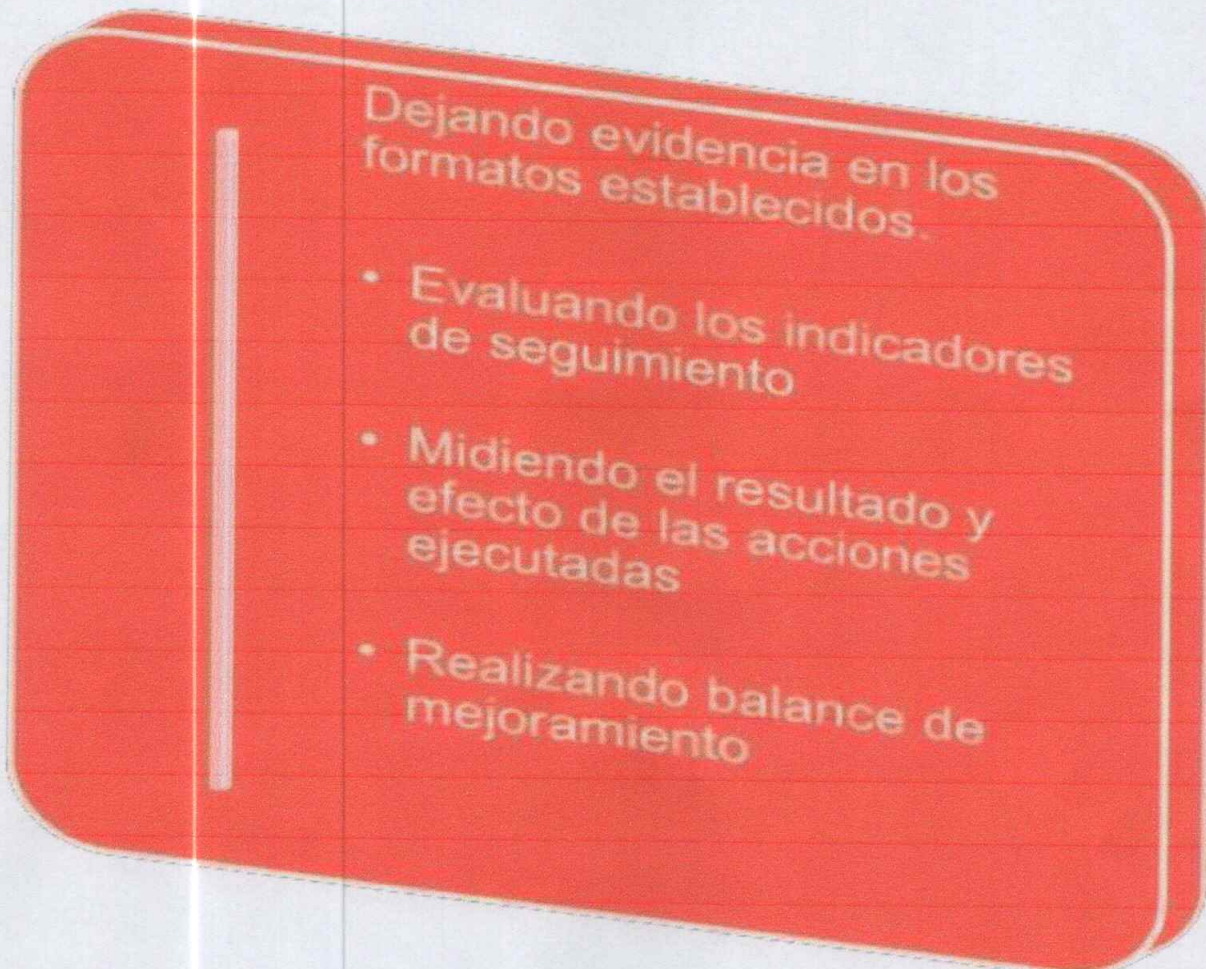 Dejando evidencia en los
formatos establecidos.
• Evaluando los indicadores
de seguimiento
• Midiendo el resultado y
efecto de las acciones
ejecutadas
• Realizando balance de
mejoramiento